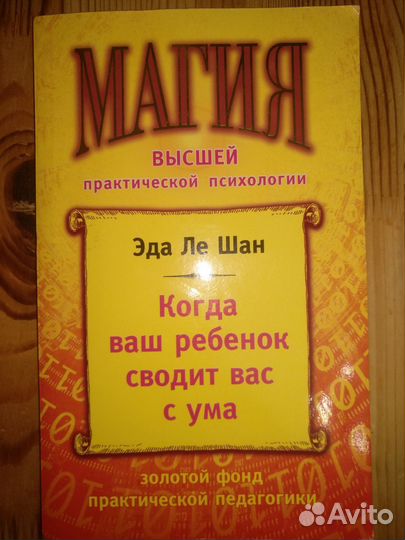 МАГИЯ
ВЫСШЕЙ
практической психологии
Эда Ле Шан
Когда
ваш ребенок
сводит вас
с ума
золотой фонд
практической педагогики
Avito